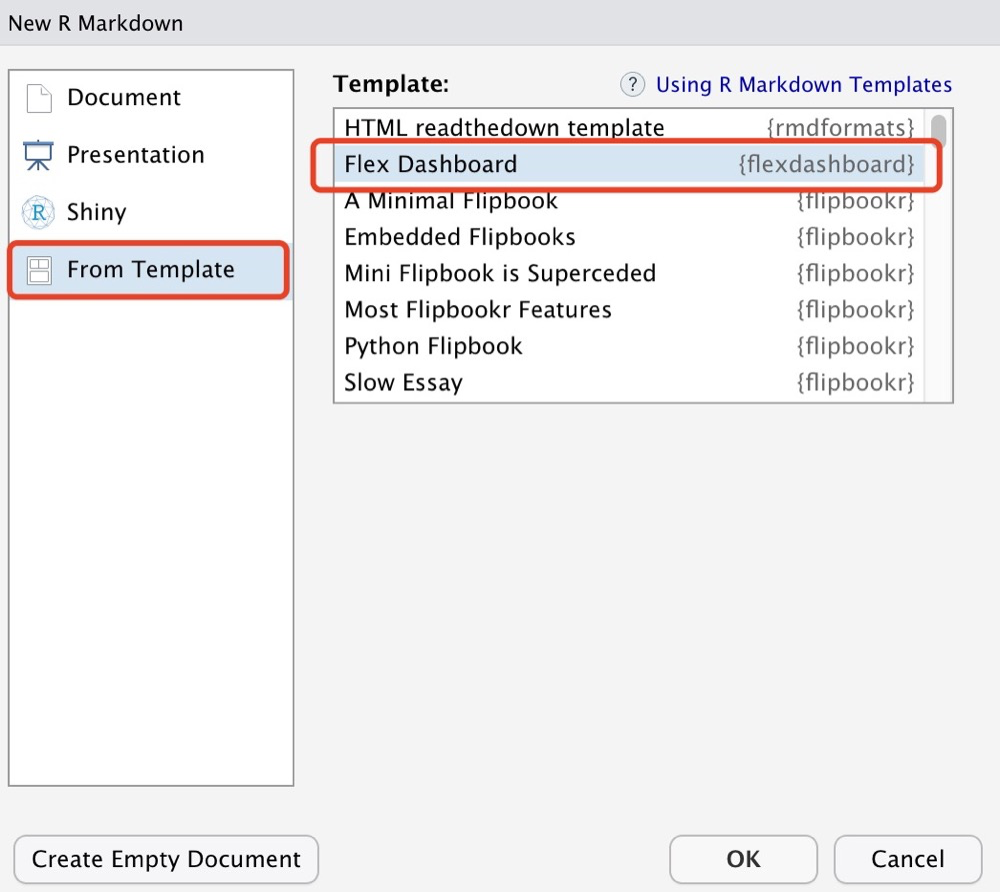 New R Markdown
Document
Presentation
R Shiny
From Template
Template:
? Using R Markdown Templates
HTML readthedown template {rmdformats}
Flex Dashboard {flexdashboard}
A Minimal Flipbook {flipbookr}
Embedded Flipbooks {flipbookr}
Mini Flipbook is Superceded {flipbookr}
Most Flipbookr Features {flipbookr}
Python Flipbook {flipbookr}
Slow Essay {flipbookr}
Create Empty Document
OK
Cancel